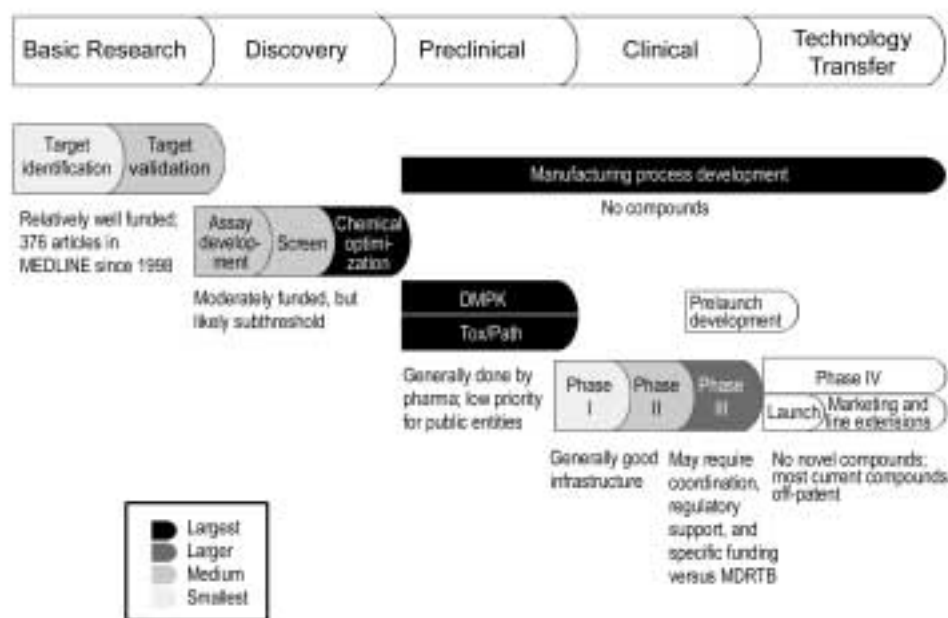 Basic Research
Discovery
Preclinical
Clinical
Technology
Transfer
Target
identification
Target
validation
Manufacturing process development
No compounds
Relatively well funded;
376 articles in
MEDLINE since 1998
Assay
develop-
ment
Screen
Chemical
optimi-
zation
Moderately funded, but
likely subthreshold
DMPK
Tox/Path
Prelaunch
development
Generally done by
pharma; low priority
for public entities
Phase
I
Phase
II
Phase
III
Phase IV
Launch
Marketing and
line extensions
Generally good
infrastructure
May require
coordination,
regulatory
support, and
specific funding
versus MDRTB
No novel compounds;
most current compounds
off-patent
Largest
Larger
Medium
Smallest